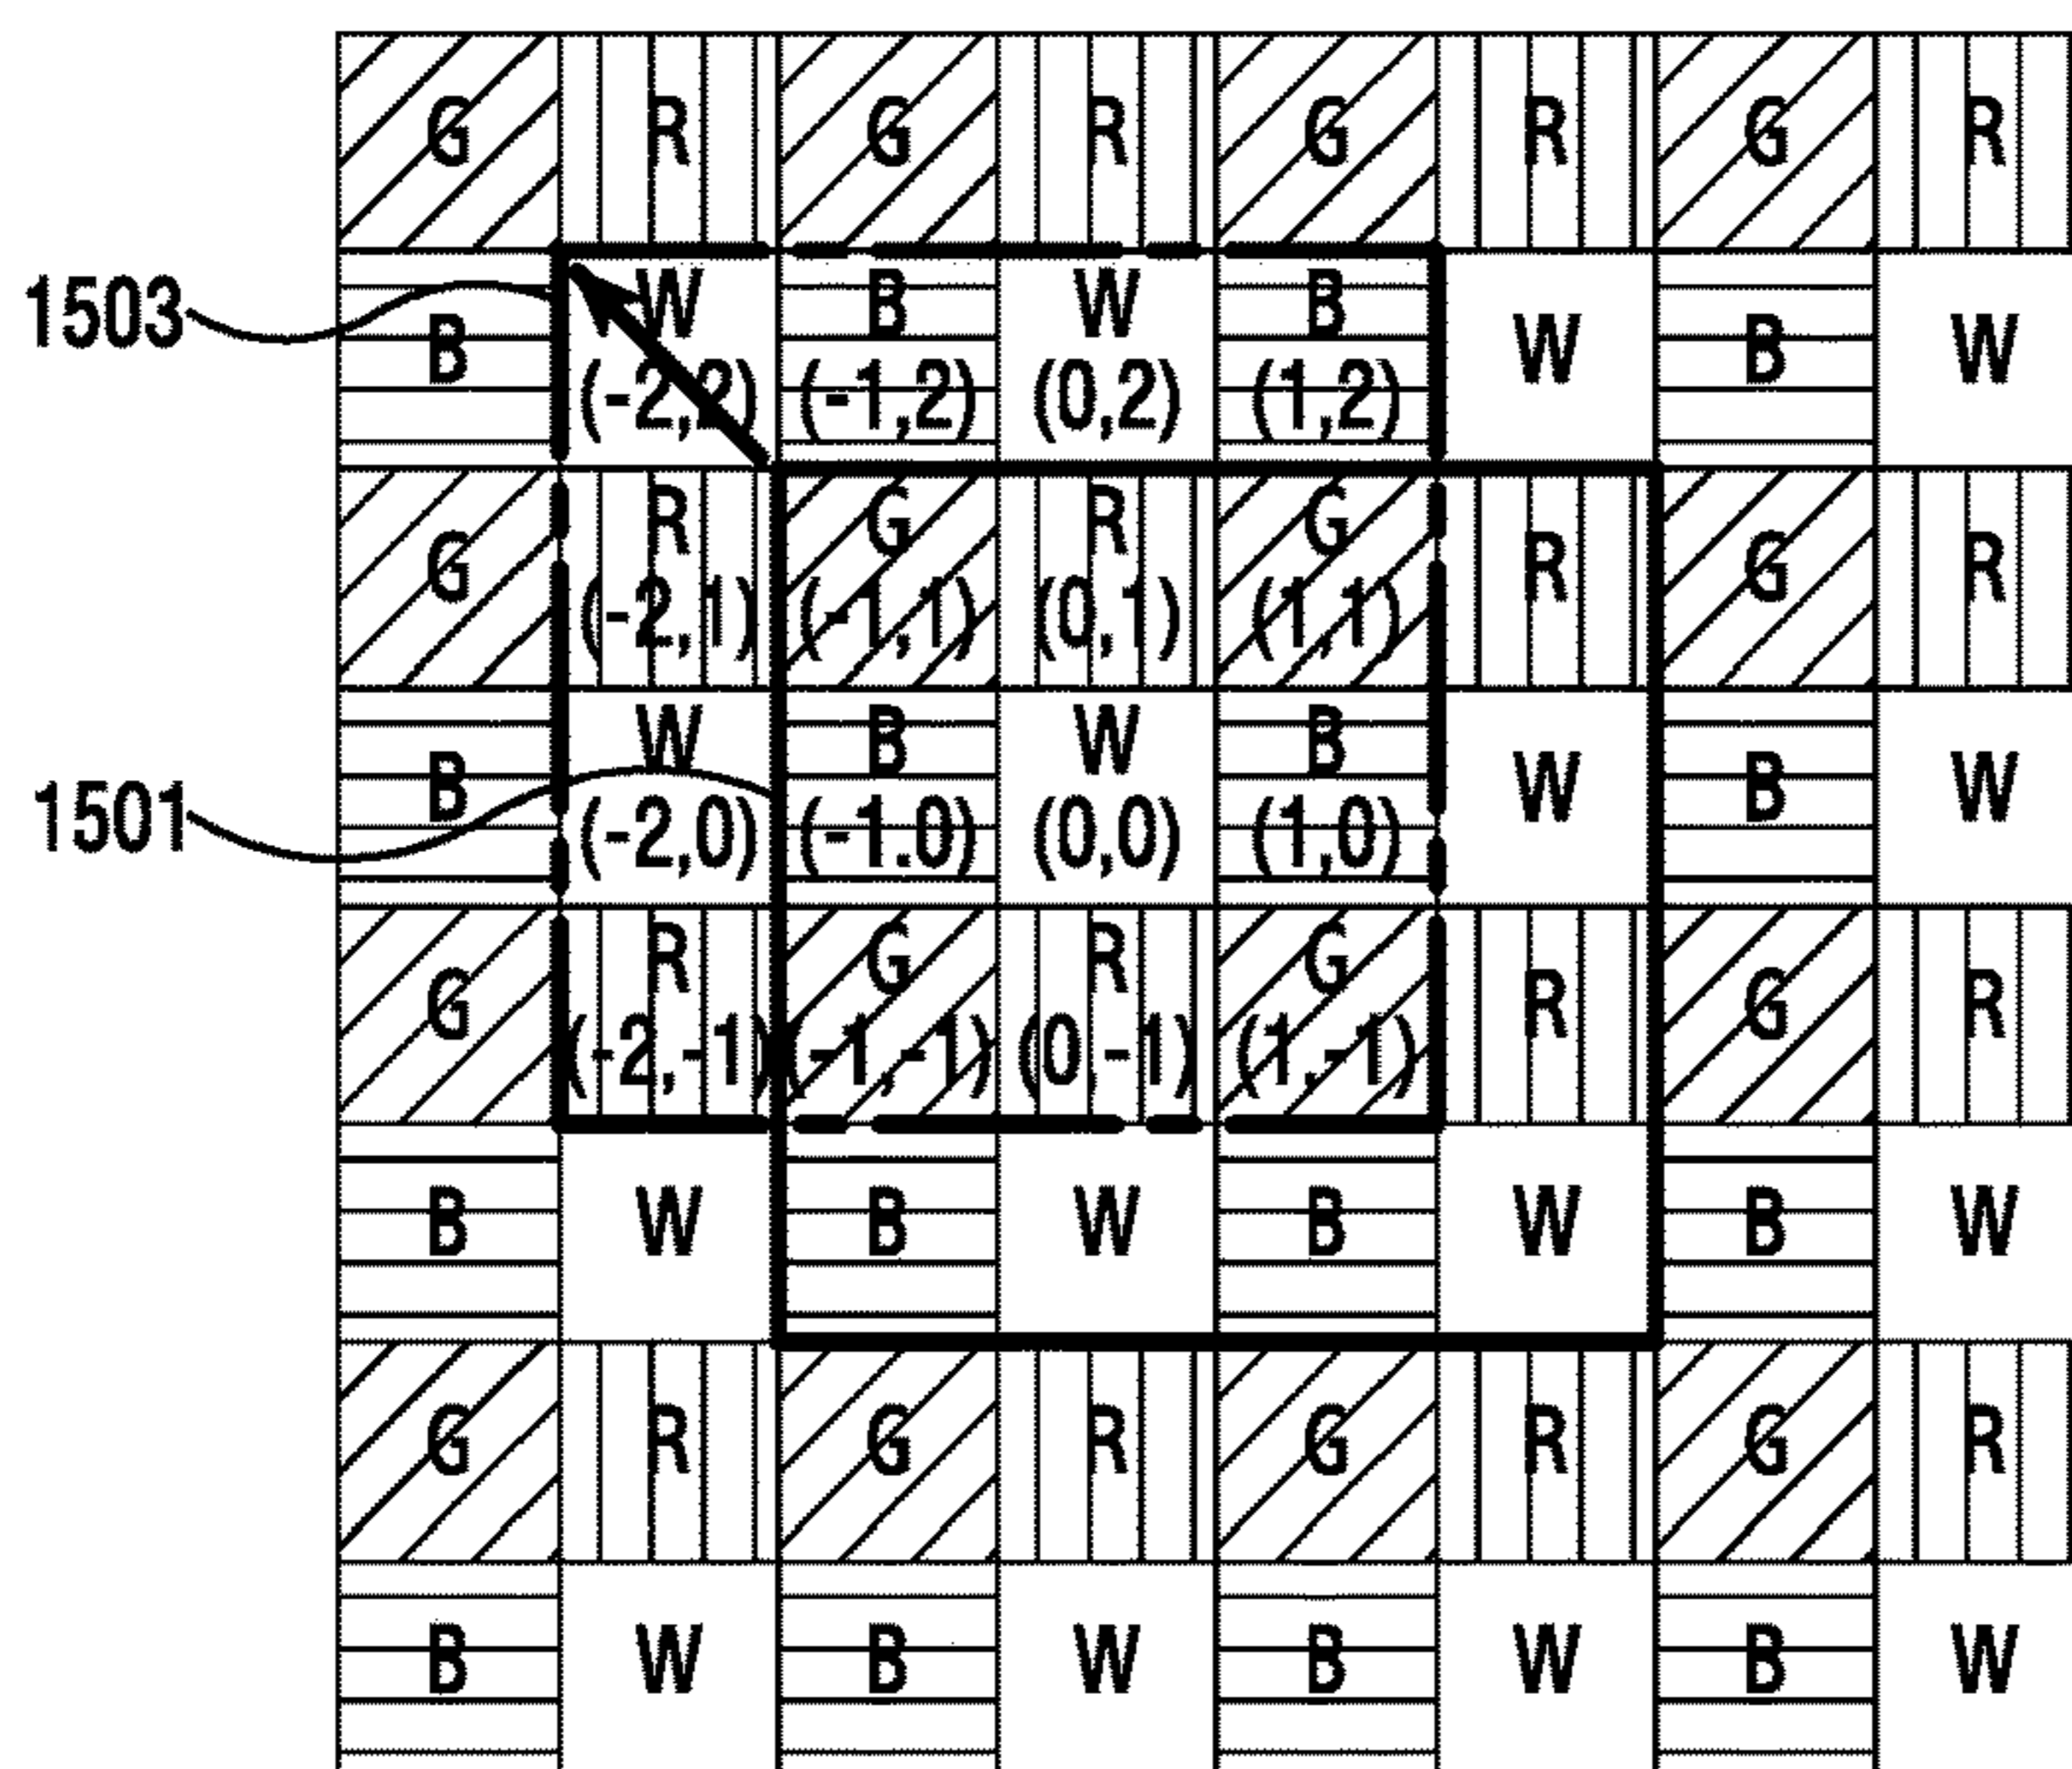 G R G R G R G R
1503 B W B W B W B W
(-2,2) (-1,2) (0,2) (1,2)
G R G R G R G R
(-2,1) (-1,1) (0,1) (1,1)
1501 B W B W B W B W
(-2,0) (-1.0) (0,0) (1,0)
G R G R G R G R
(-2,-1) (-1,-1) (0,-1) (1,-1)
B W B W B W B W
G R G R G R G R
B W B W B W B W